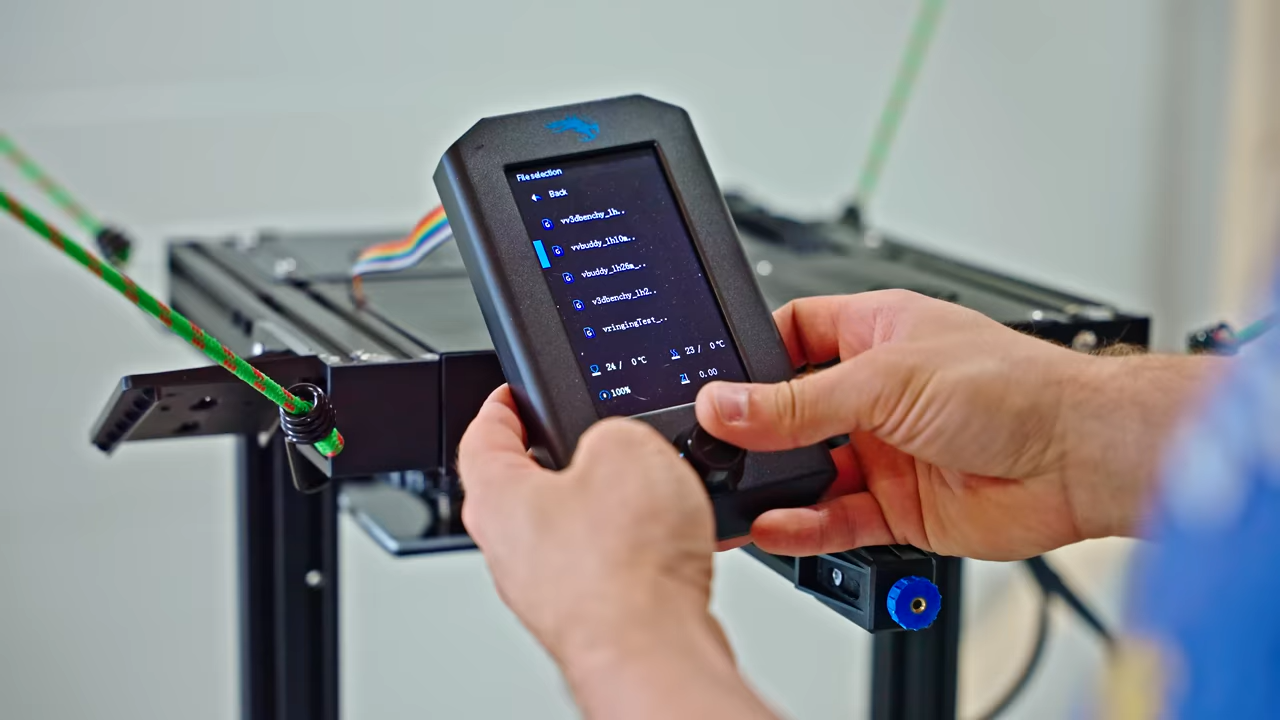 File selection
Back
vv3dbenchy_1h..
vvbuddy_1h10m..
vbuddy_1h26m_..
v3dbenchy_1h2..
vringingTest_..
24 / 0℃ 23 / 0℃
100% 0.00